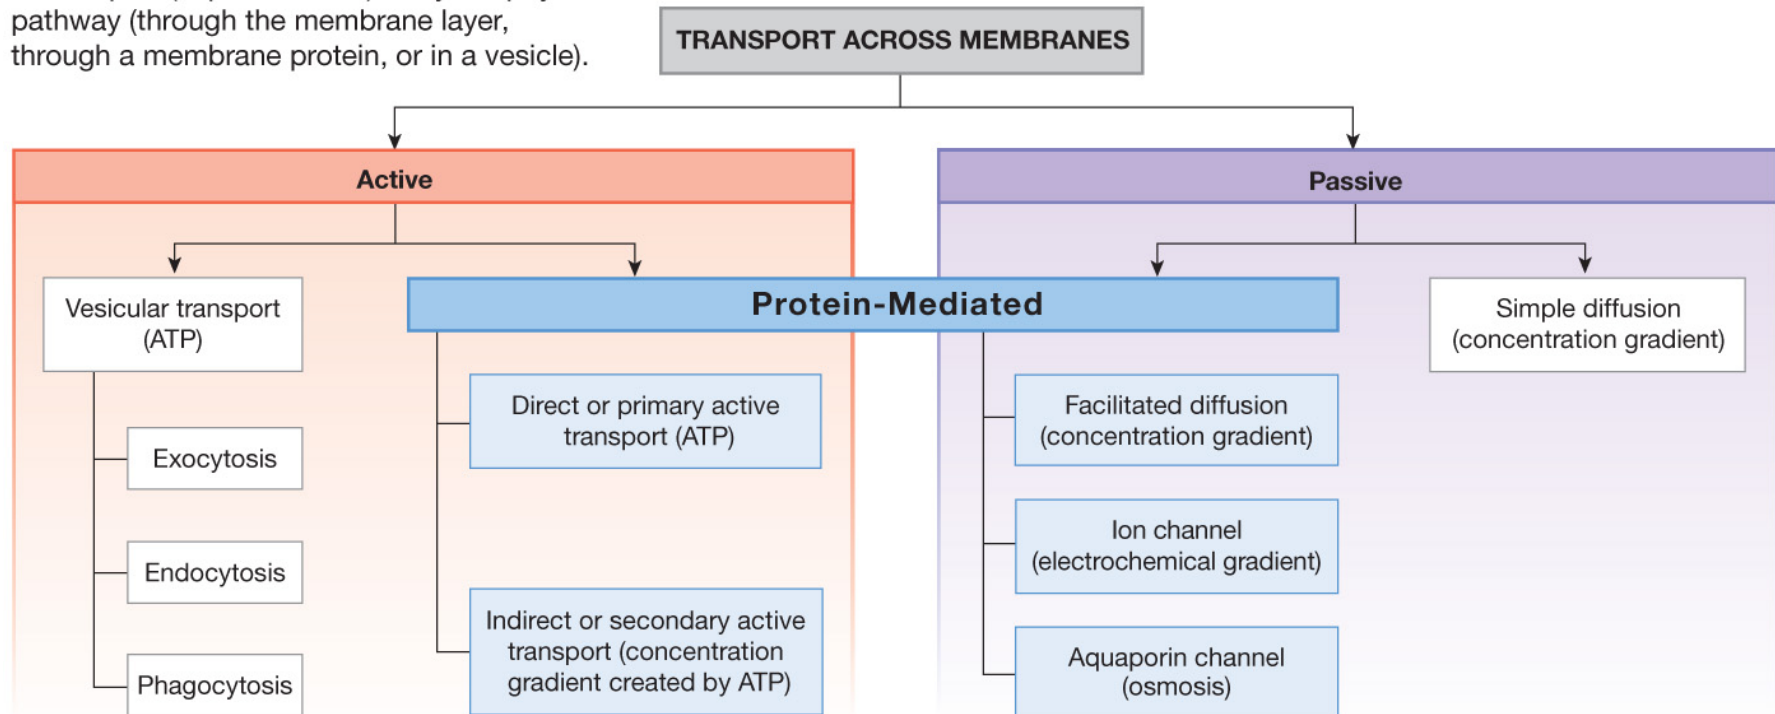 pathway (through the membrane layer,
through a membrane protein, or in a vesicle).
TRANSPORT ACROSS MEMBRANES
Active
Passive
Vesicular transport
(ATP)
Exocytosis
Endocytosis
Phagocytosis
Protein-Mediated
Direct or primary active
transport (ATP)
Indirect or secondary active
transport (concentration
gradient created by ATP)
Facilitated diffusion
(concentration gradient)
Ion channel
(electrochemical gradient)
Aquaporin channel
(osmosis)
Simple diffusion
(concentration gradient)